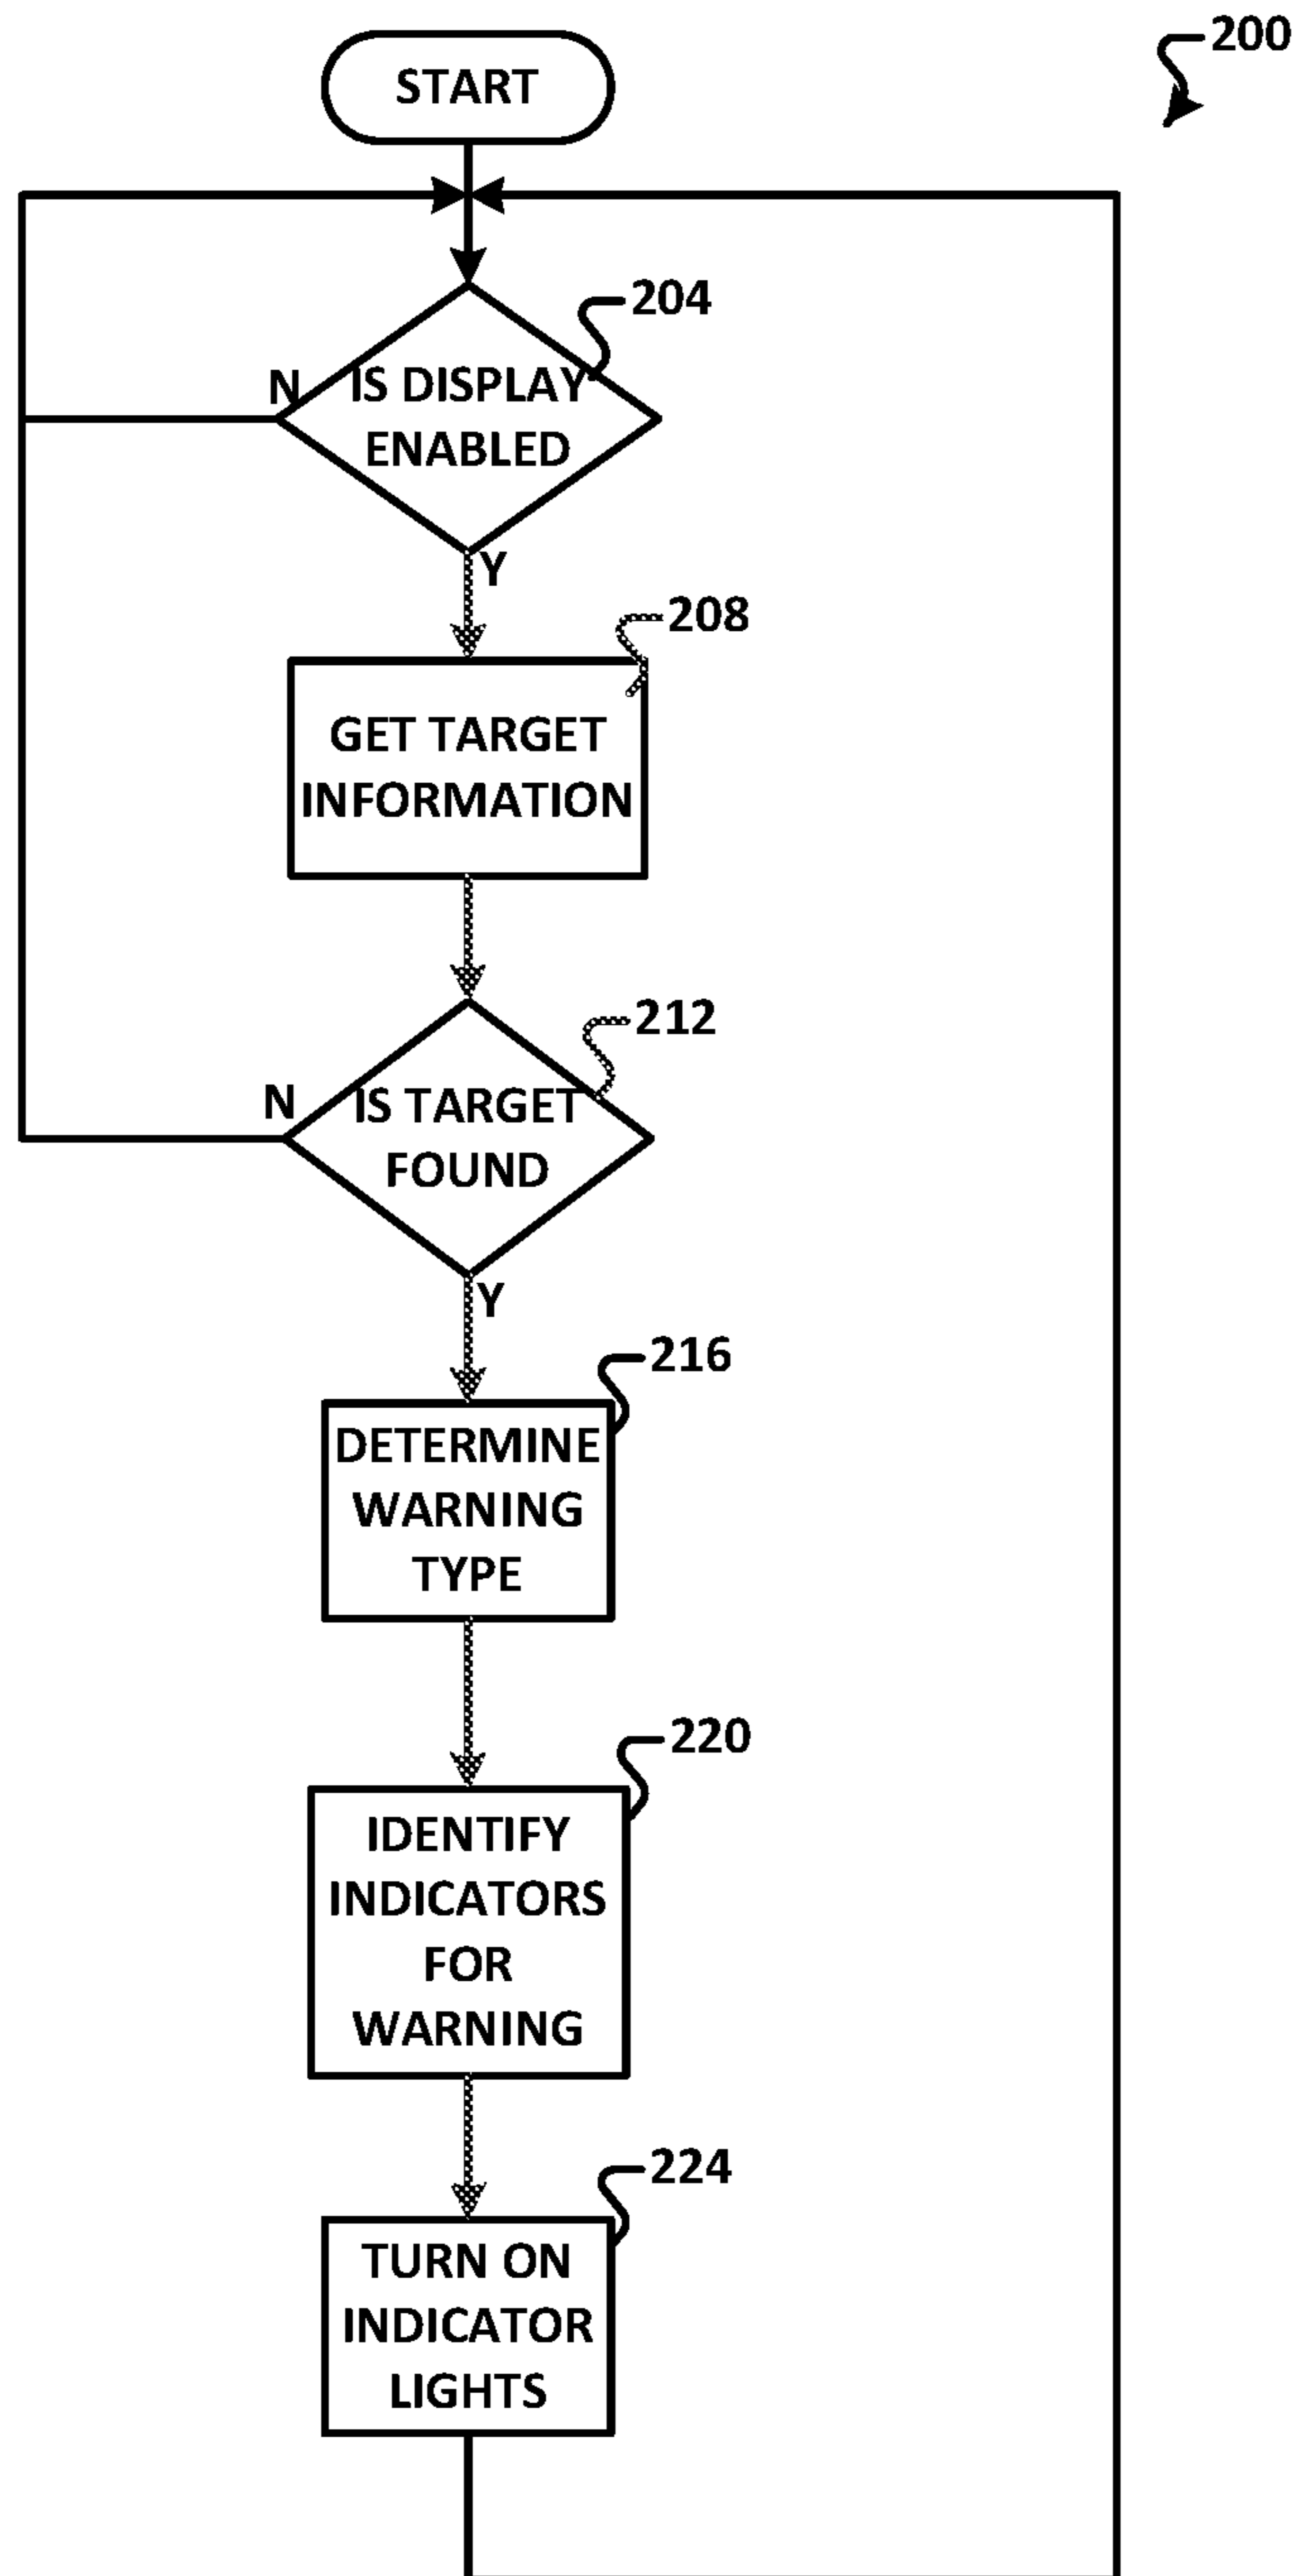 200
START
204
N
IS DISPLAY
ENABLED
Y
208
GET TARGET
INFORMATION
212
N
IS TARGET
FOUND
Y
216
DETERMINE
WARNING
TYPE
220
IDENTIFY
INDICATORS
FOR
WARNING
224
TURN ON
INDICATOR
LIGHTS